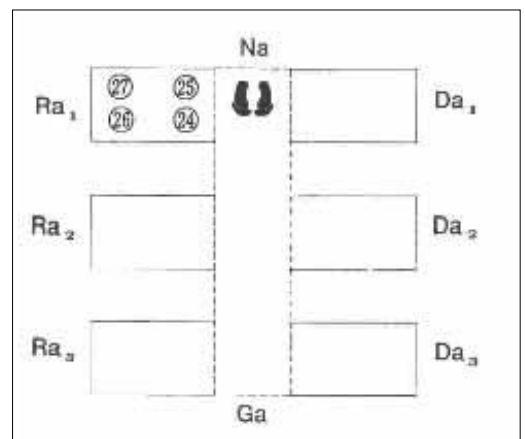 Na
Ra₁ ㉗ ㉕ Da₁
㉖ ㉔
Ra₂ Da₂
Ra₃ Da₃
Ga